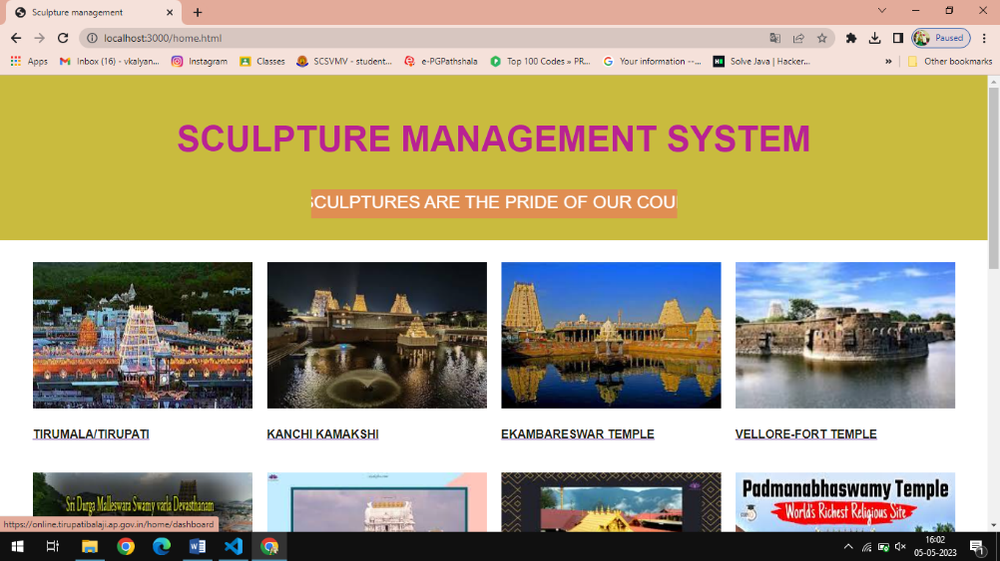 Sculpture management
localhost:3000/home.html
Paused
Apps
Inbox (16) - vkalyan...
Instagram
Classes
SCSVMV - student...
e-PGPathshala
Top 100 Codes » PR...
Your information --...
Solve Java | Hacker...
»
Other bookmarks
SCULPTURE MANAGEMENT SYSTEM
SCULPTURES ARE THE PRIDE OF OUR COU
TIRUMALA/TIRUPATI
KANCHI KAMAKSHI
EKAMBARESWAR TEMPLE
VELLORE-FORT TEMPLE
Sri Durga Malleswara Swamy varla Devasthanam
Padmanabhaswamy Temple
World's Richest Religious Site
https://online.tirupatibalaji.ap.gov.in/home/dashboard
16:02
05-05-2023
1